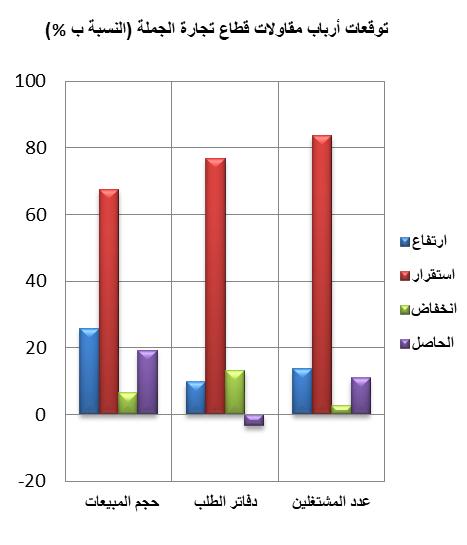 توقعات أرباب مقاولات قطاع تجارة الجملة (النسبة ب %)
100
80
60
40
20
0
-20
حجم المبيعات
دفاتر الطلب
عدد المشتغلين
ارتفاع
استقرار
انخفاض
الحاصل